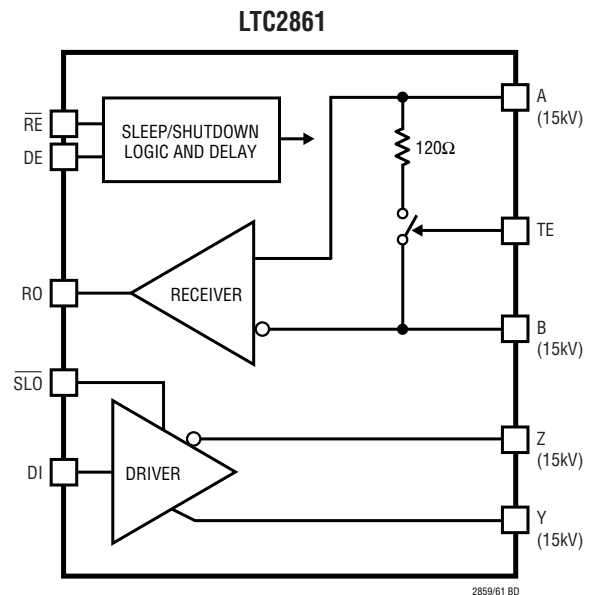 LTC2861
RE
DE
SLEEP/SHUTDOWN
LOGIC AND DELAY
A
(15kV)
120Ω
TE
RO
RECEIVER
B
(15kV)
SLO
Z
(15kV)
DI
DRIVER
Y
(15kV)
2859/61 BD